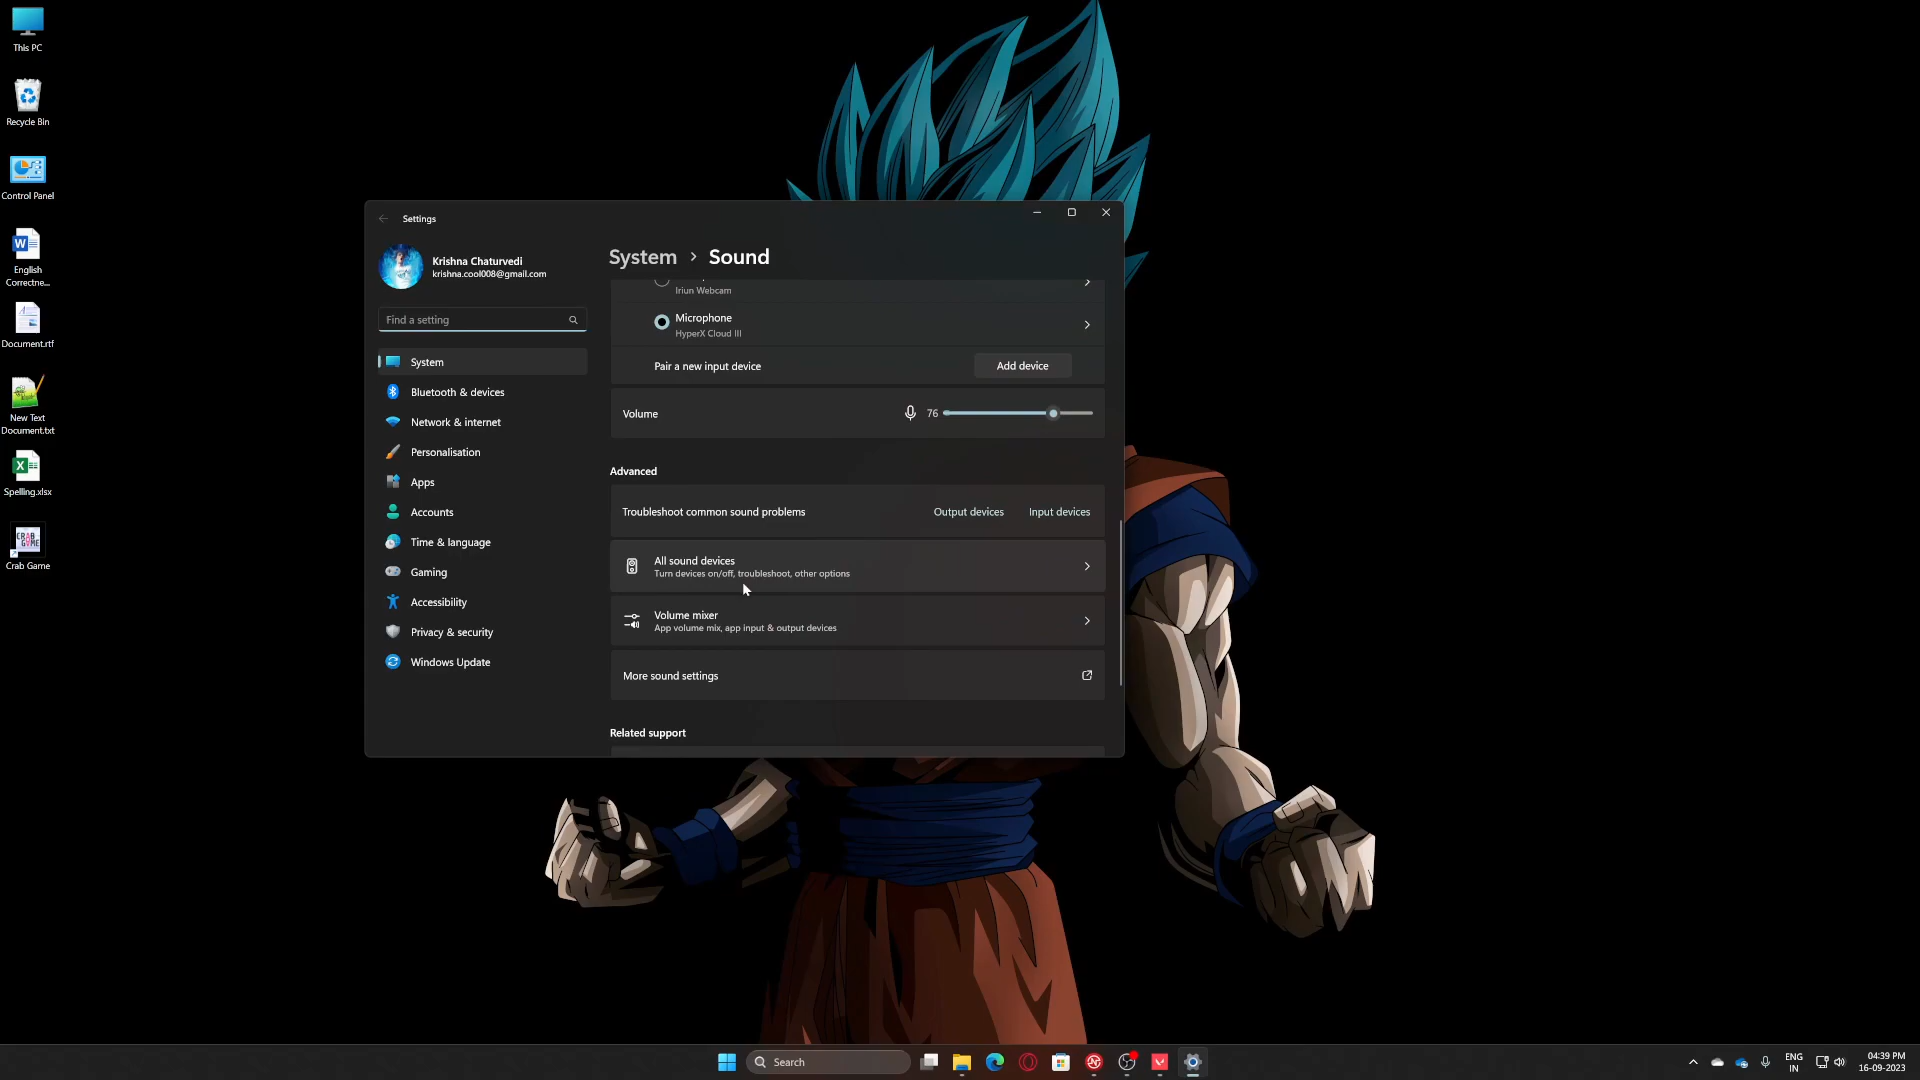 This PC
Recycle Bin
Control Panel
W
English
Correctne...
Document.rtf
New Text
Document.txt
X
Spelling.xlsx
CRAB
GAME
Crab Game
Settings
Krishna Chaturvedi
krishna.cool008@gmail.com
Find a setting
System
Bluetooth & devices
Network & internet
Personalisation
Apps
Accounts
Time & language
Gaming
Accessibility
Privacy & security
Windows Update
System > Sound
Iriun Webcam
Microphone
HyperX Cloud III
Pair a new input device
Add device
Volume
76
Advanced
Troubleshoot common sound problems
Output devices
Input devices
All sound devices
Turn devices on/off, troubleshoot, other options
Volume mixer
App volume mix, app input & output devices
More sound settings
Related support
Search
ENG
IN
04:39 PM
16-09-2023